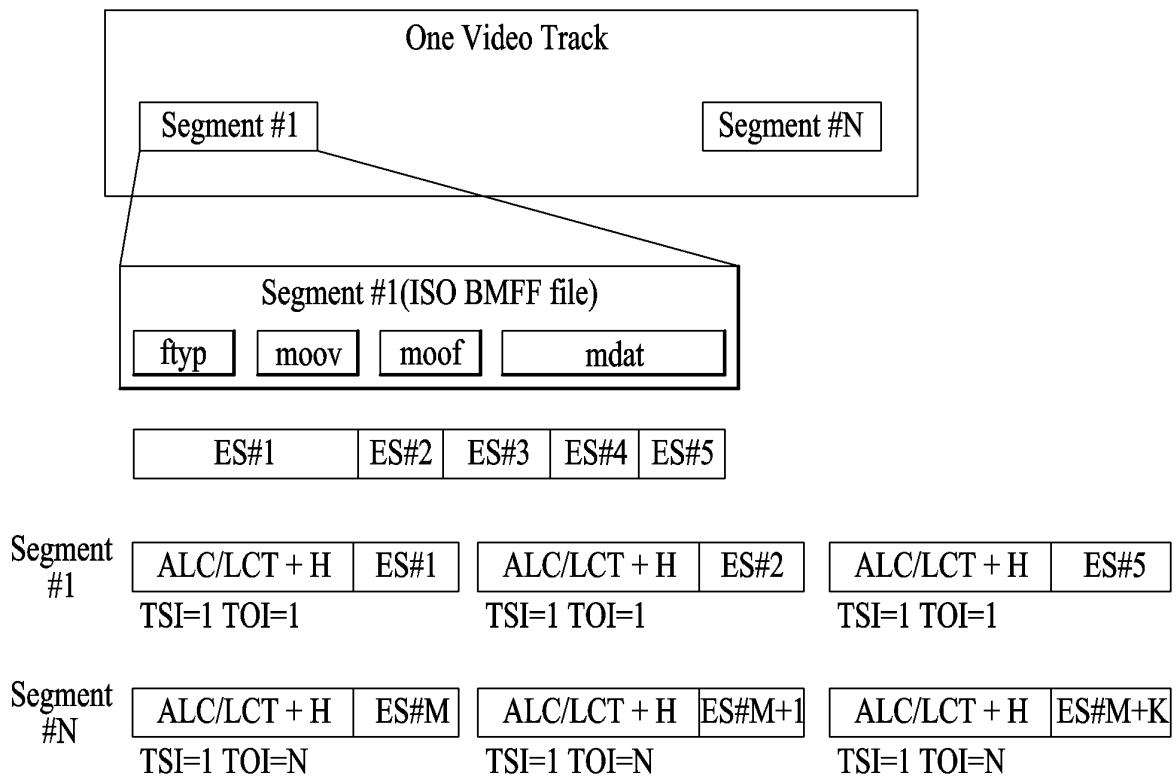 One Video Track
Segment #1
Segment #N
Segment #1(ISO BMFF file)
ftyp moov moof mdat
ES#1 ES#2 ES#3 ES#4 ES#5
Segment #1
ALC/LCT + H ES#1 ALC/LCT + H ES#2 ALC/LCT + H ES#5
TSI=1 TOI=1 TSI=1 TOI=1 TSI=1 TOI=1
Segment #N
ALC/LCT + H ES#M ALC/LCT + H ES#M+1 ALC/LCT + H ES#M+K
TSI=1 TOI=N TSI=1 TOI=N TSI=1 TOI=N